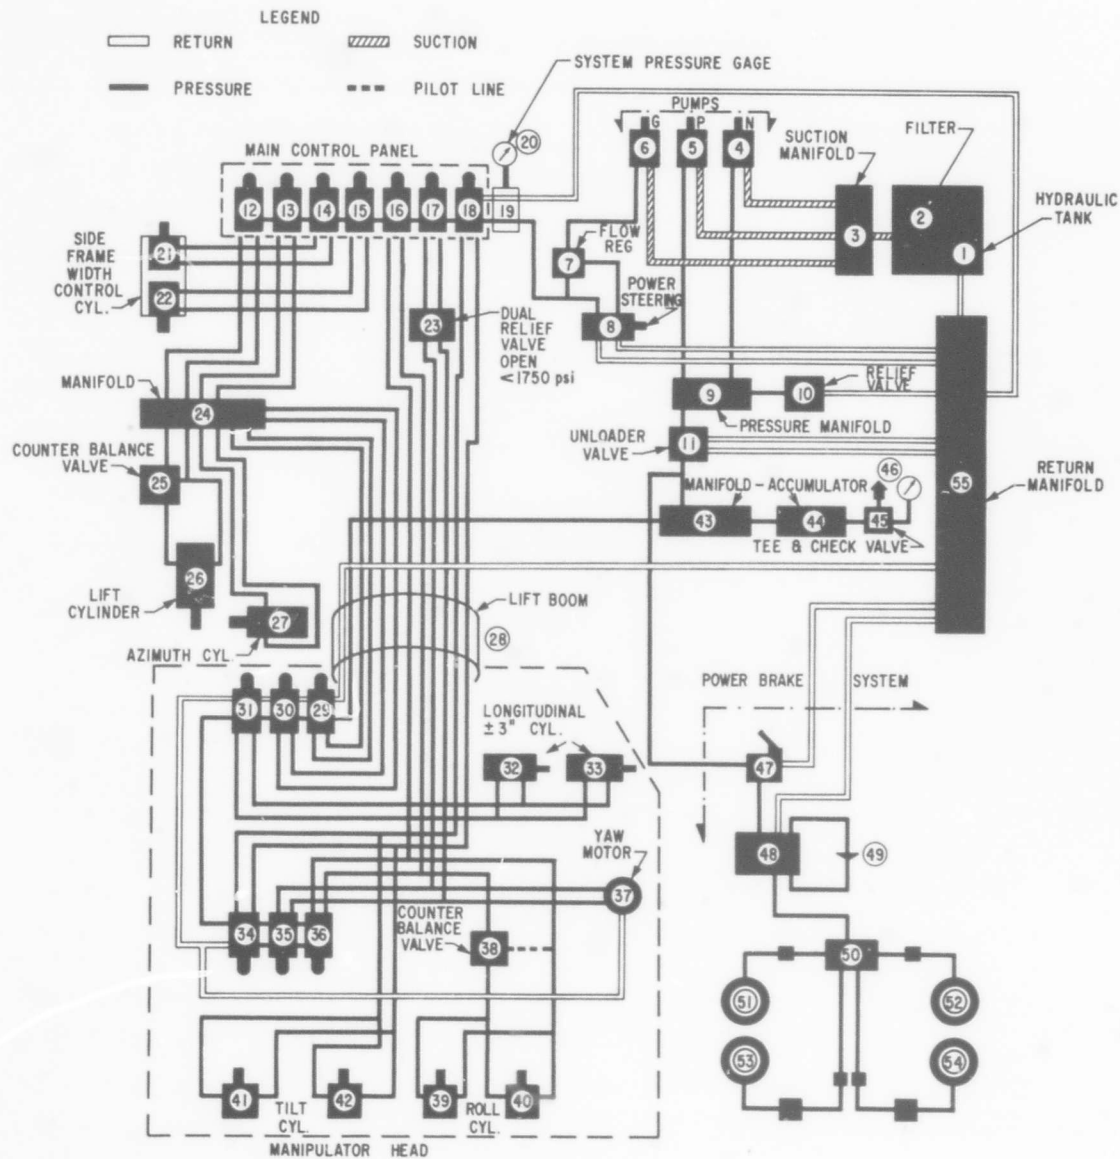 LEGEND
RETURN
SUCTION
PRESSURE
PILOT LINE
SYSTEM PRESSURE GAGE
20
PUMPS
G P N
6 5 4
SUCTION
MANIFOLD
FILTER
HYDRAULIC
TANK
2
1
3
MAIN CONTROL PANEL
12 13 14 15 16 17 18 19
SIDE
FRAME
WIDTH
CONTROL
CYL.
21
22
FLOW
REG
7
POWER
STEERING
8
23
DUAL
RELIEF
VALVE
OPEN
<1750 psi
MANIFOLD
24
RELIEF
VALVE
9
10
PRESSURE MANIFOLD
COUNTER BALANCE
VALVE
25
UNLOADER
VALVE
11
46
MANIFOLD-ACCUMULATOR
43 44 45
TEE & CHECK VALVE
55
RETURN
MANIFOLD
26
LIFT
CYLINDER
27
AZIMUTH CYL.
LIFT BOOM
28
POWER BRAKE SYSTEM
31 30 29
LONGITUDINAL
± 3" CYL.
32 33
47
48
49
YAW
MOTOR
37
COUNTER
BALANCE
VALVE
34 35 36
38
50
51 52
53 54
41 42 39 40
TILT
CYL.
ROLL
CYL.
MANIPULATOR HEAD